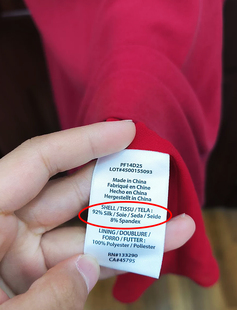 PF14D25
LOT#4500155093
Made in China
Fabriqué en Chine
Hecho en China
Hergestellt in China
SHELL / TISSU / TELA :
92% Silk / Soie / Seda / Seide
8% Spandex
LINING / DOUBLURE /
FORRO / FUTTER :
100% Polyester / Poliester
RN#133290
CA#45795